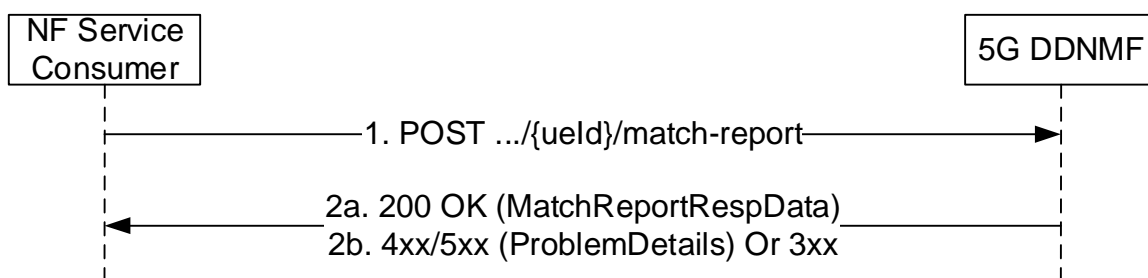 NF Service
Consumer
5G DDNMF
1. POST .../{ueId}/match-report
2a. 200 OK (MatchReportRespData)
2b. 4xx/5xx (ProblemDetails) Or 3xx